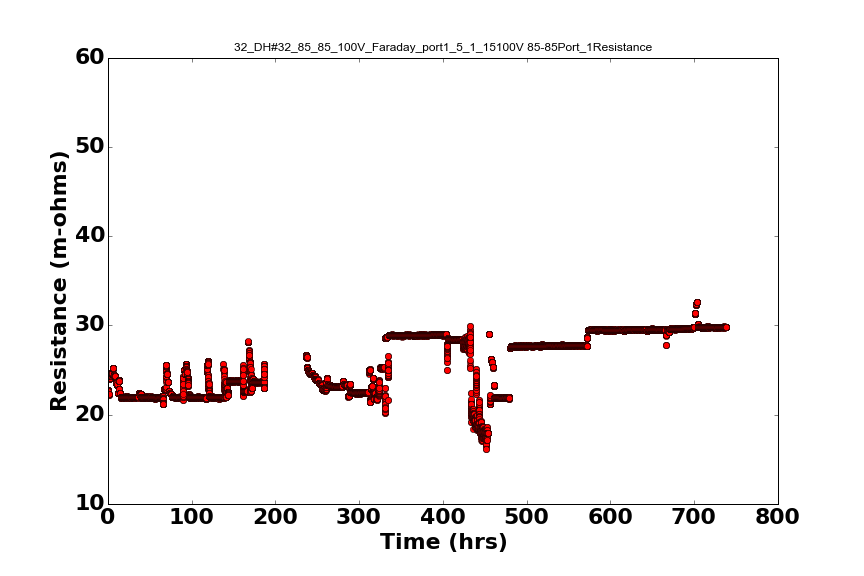 32_DH#32_85_85_100V_Faraday_port1_5_1_15100V 85-85Port_1Resistance
60
50
40
30
20
10
Resistance (m-ohms)
0 100 200 300 400 500 600 700 800
Time (hrs)